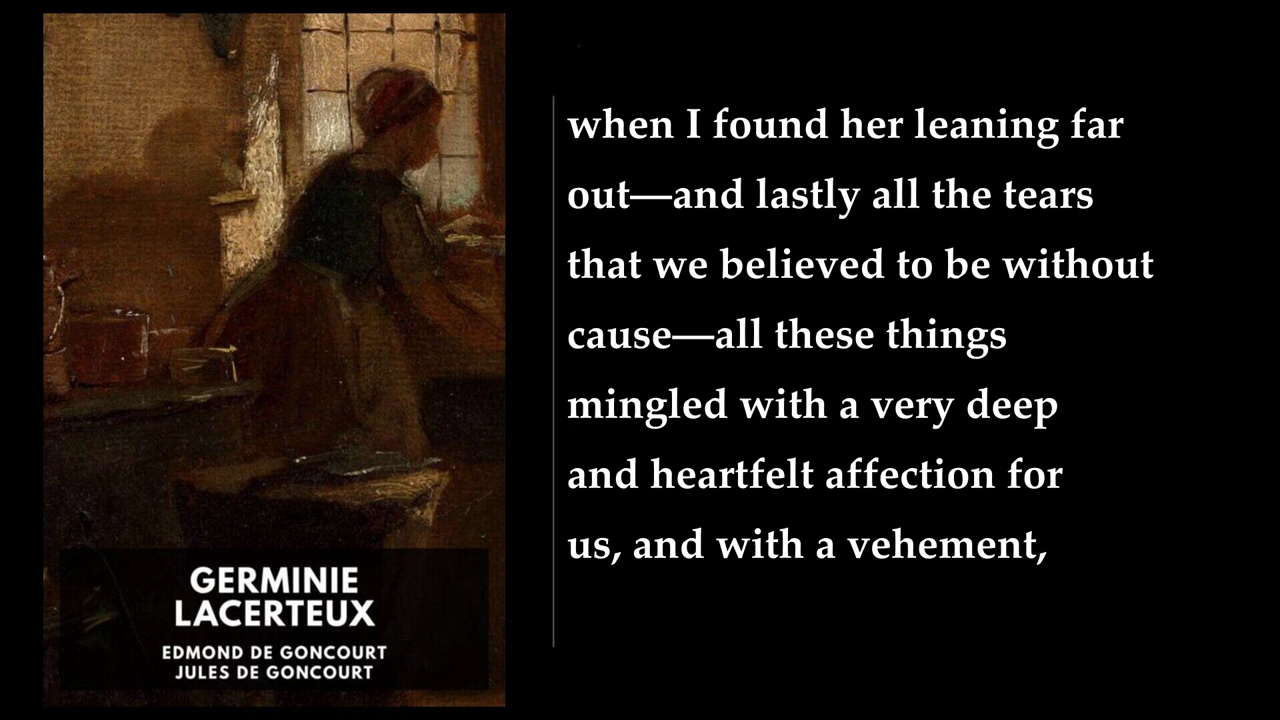 when I found her leaning far
out—and lastly all the tears
that we believed to be without
cause—all these things
mingled with a very deep
and heartfelt affection for
us, and with a vehement,
GERMINIE
LACERTEUX
EDMOND DE GONCOURT
JULES DE GONCOURT